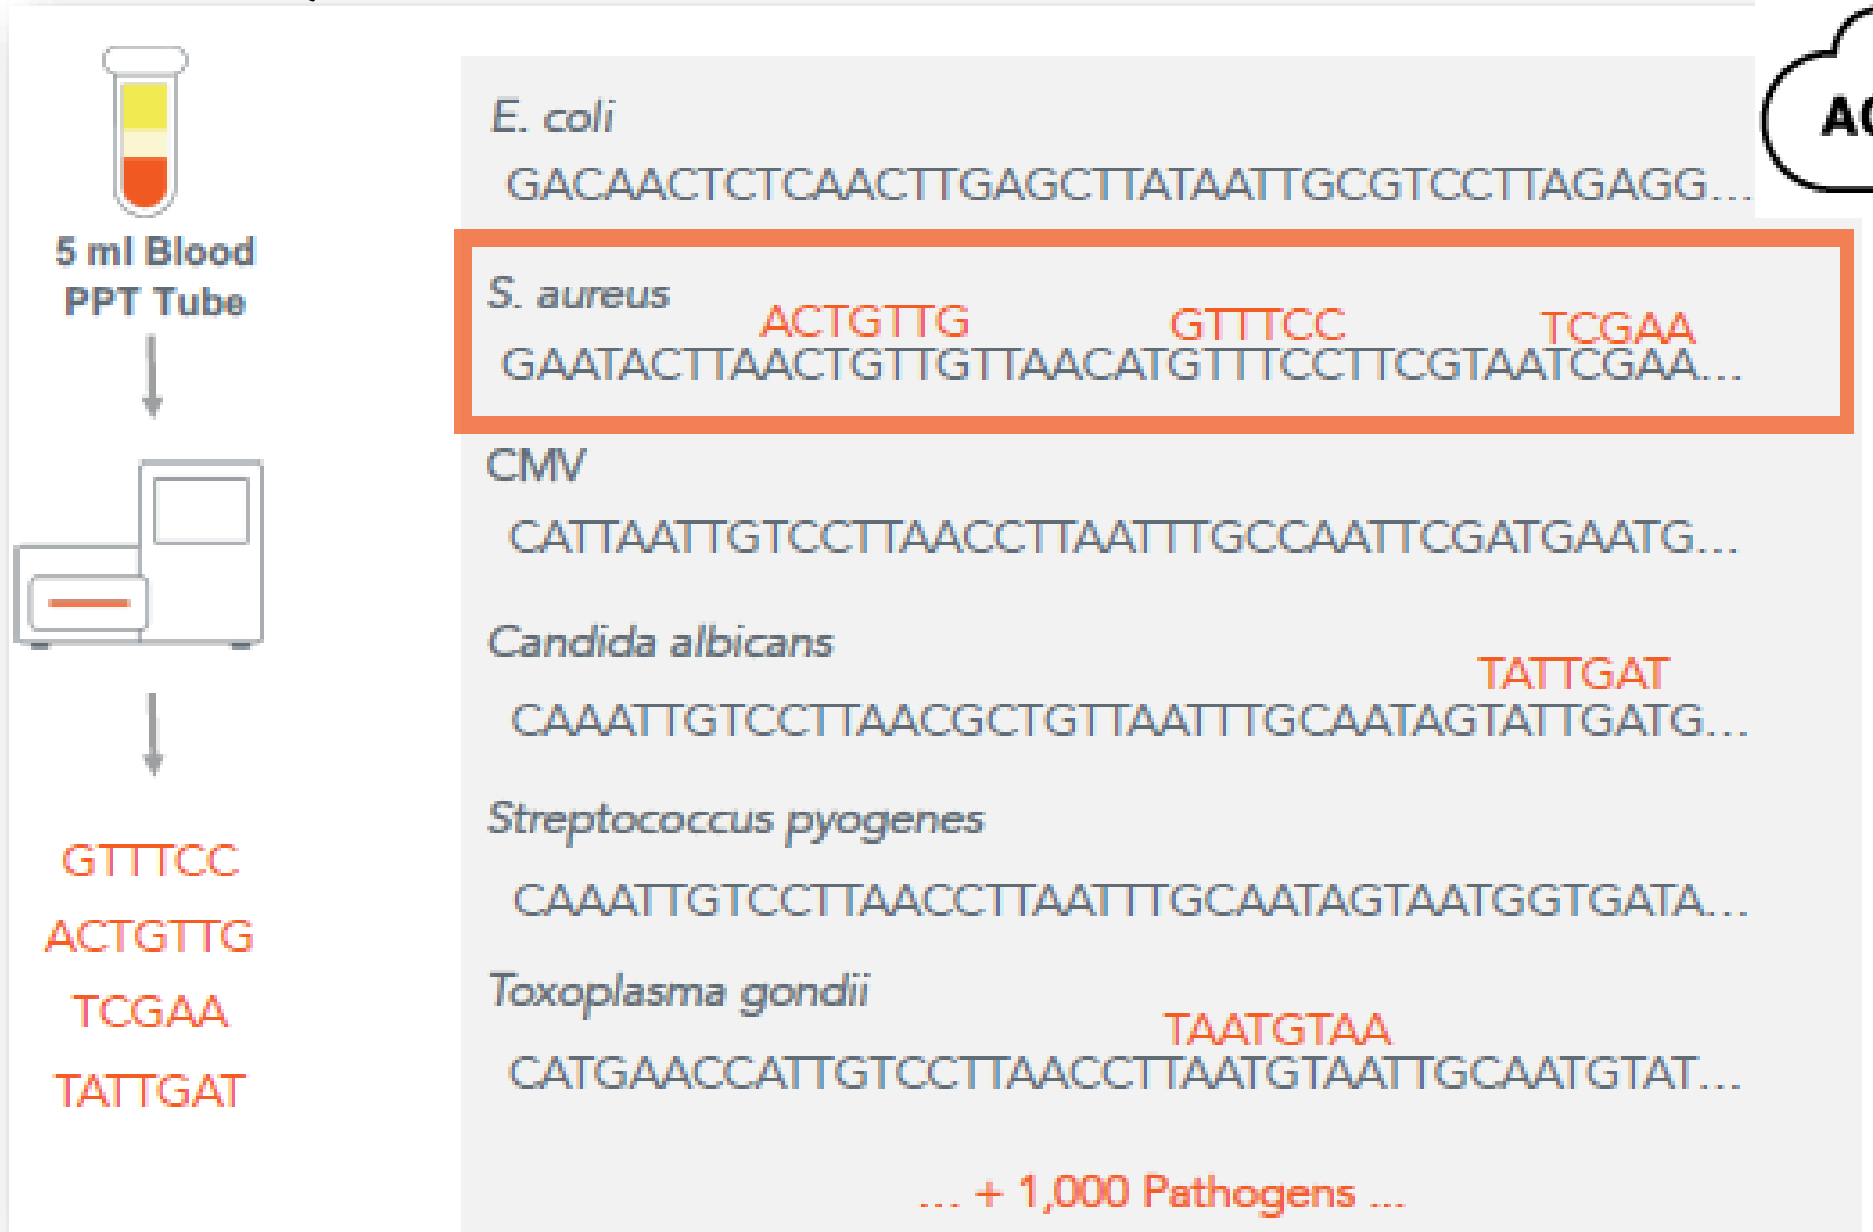 5 ml Blood
PPT Tube
GTTTCC
ACTGTTG
TCGAA
TATTGAT
E. coli
GACAACTCTCAACTTGAGCTTATAATTGCGTCCTTAGAGG...
S. aureus
ACTGTTG GTTTCC TCGAA
GAATACTTAACTGTTGTTAACATGTTTCCTTCGTAATCGAA...
CMV
CATTAATTGTCCTTAACCTTAATTTGCCAATTCGATGAATG...
Candida albicans
TATTGAT
CAAATTGTCCTTAACGCTGTTAATTTGCAATAGTATTGATG...
Streptococcus pyogenes
CAAATTGTCCTTAACCTTAATTTGCAATAGTAATGGTGATA...
Toxoplasma gondii
TAATGTAA
CATGAACCATTGTCCTTAACCTTAATGTAATTGCAATGTAT...
... + 1,000 Pathogens ...